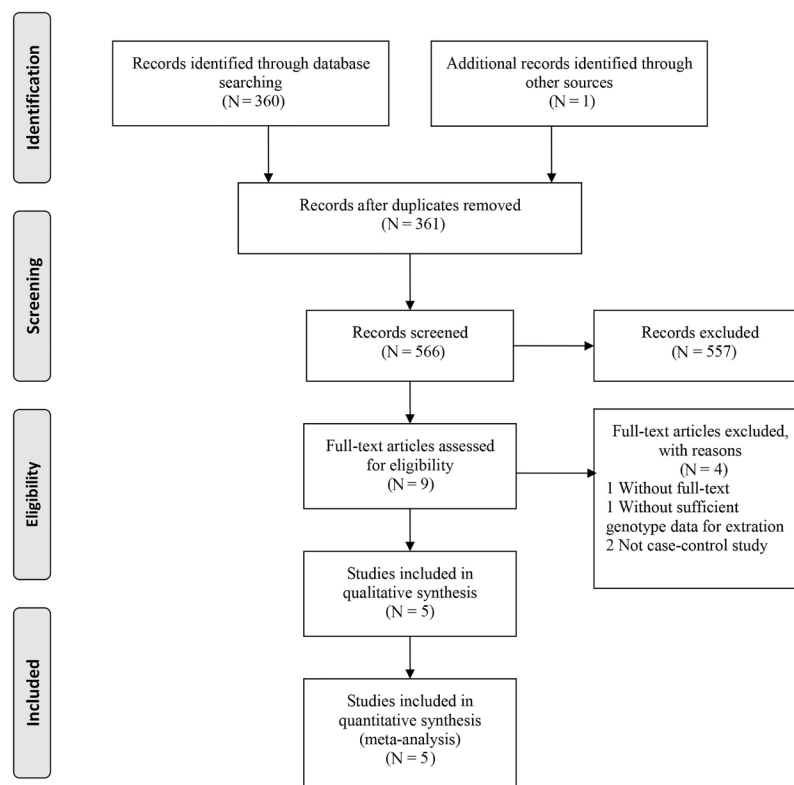 Identification
Records identified through database
searching
(N = 360)
Additional records identified through
other sources
(N = 1)
Records after duplicates removed
(N = 361)
Screening
Records screened
(N = 566)
Records excluded
(N = 557)
Eligibility
Full-text articles assessed
for eligibility
(N = 9)
Full-text articles excluded,
with reasons
(N = 4)
1 Without full-text
1 Without sufficient
genotype data for extration
2 Not case-control study
Studies included in
qualitative synthesis
(N = 5)
Included
Studies included in
quantitative synthesis
(meta-analysis)
(N = 5)